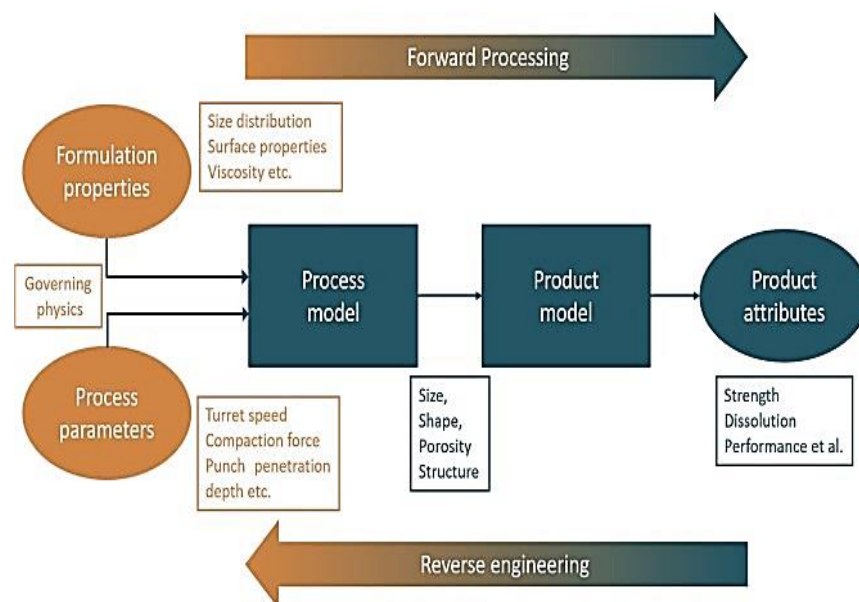 Forward Processing
Formulation
properties
Size distribution
Surface properties
Viscosity etc.
Governing
physics
Process
model
Product
model
Product
attributes
Process
parameters
Turret speed
Compaction force
Punch penetration
depth etc.
Size,
Shape,
Porosity
Structure
Strength
Dissolution
Performance et al.
Reverse engineering